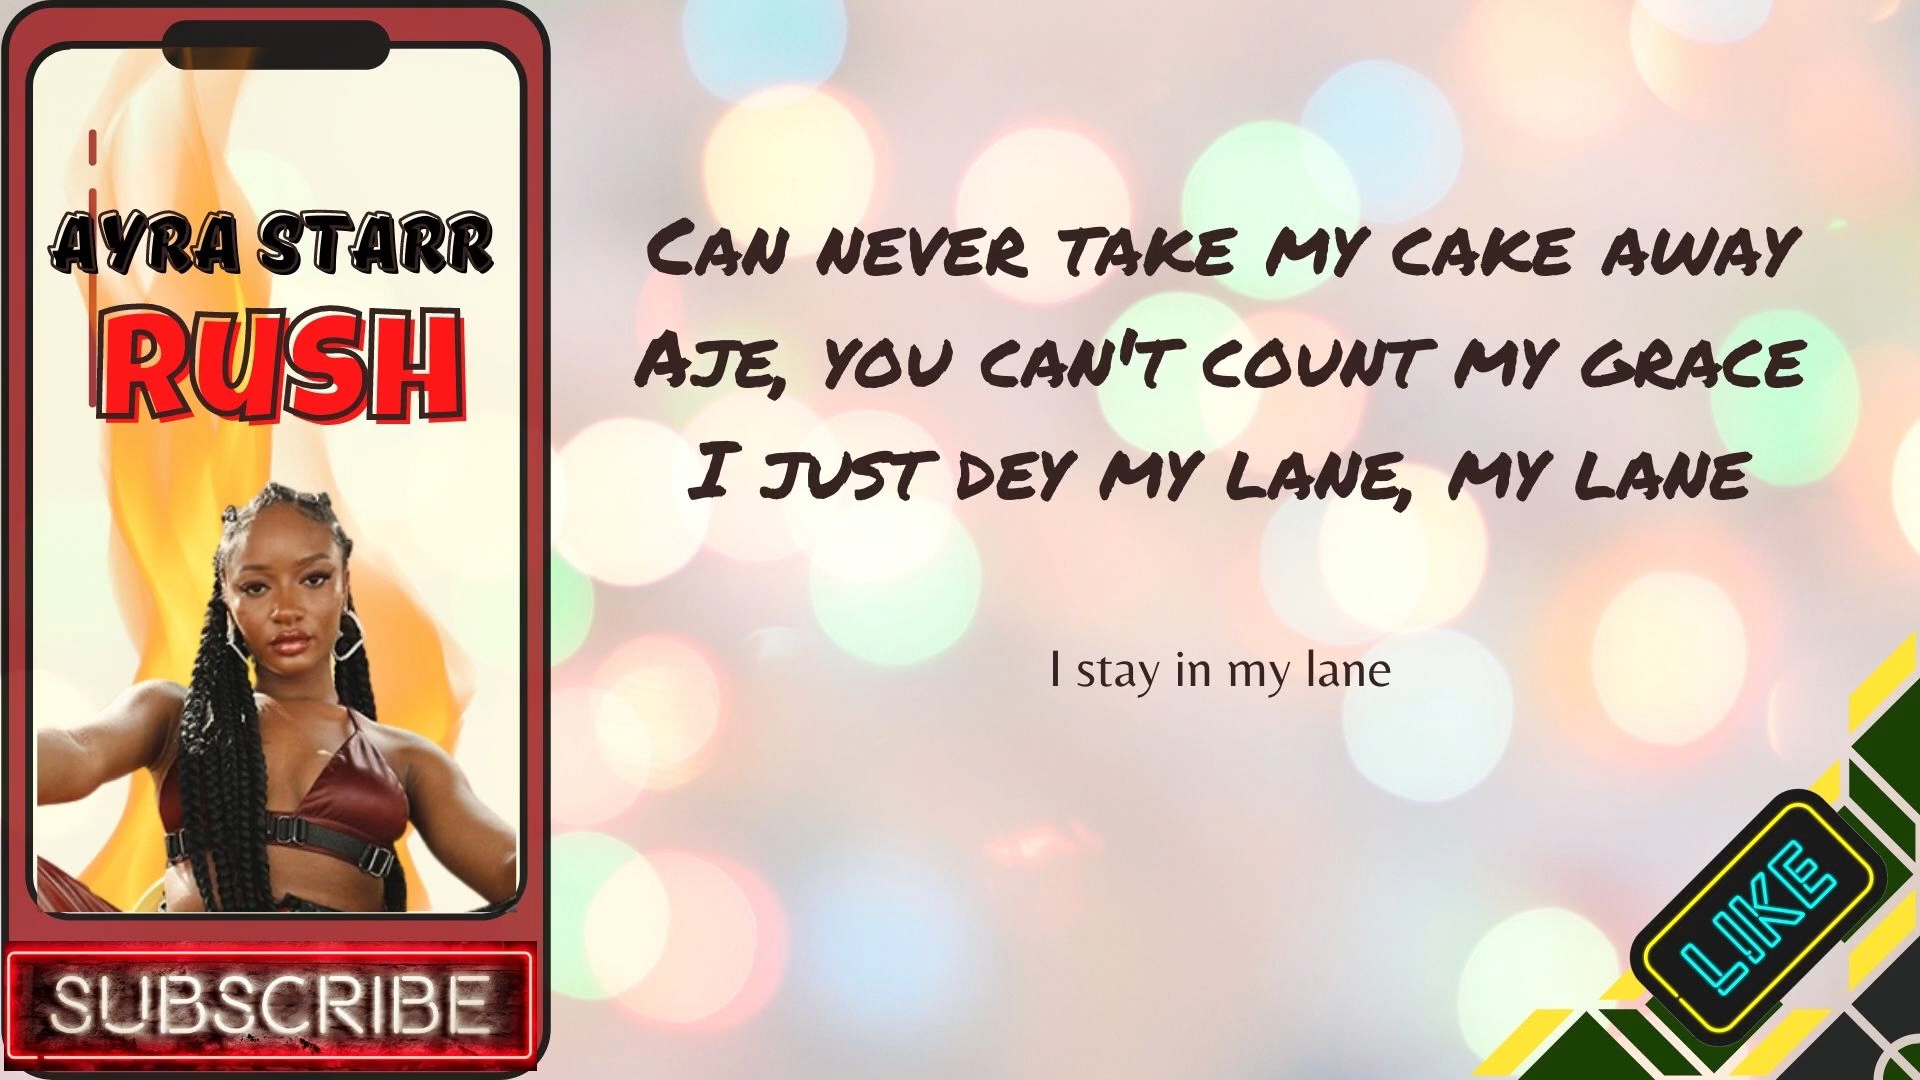 AYRA STARR
RUSH
SUBSCRIBE
CAN NEVER TAKE MY CAKE AWAY
AJE, YOU CAN'T COUNT MY GRACE
I JUST DEY MY LANE, MY LANE
I stay in my lane
LIKE